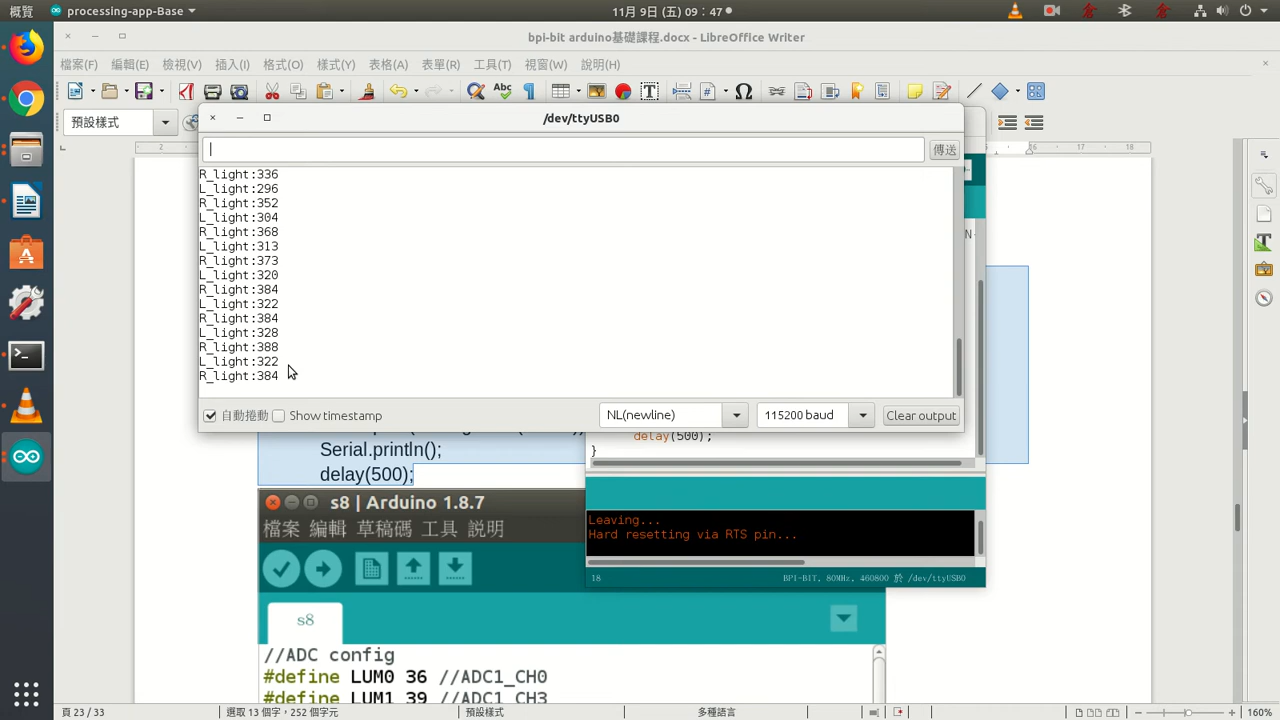 概覽 processing-app-Base 11月 9日 (五) 09：47
bpi-bit arduino基礎課程.docx - LibreOffice Writer
檔案(F) 編輯(E) 檢視(V) 插入(I) 格式(O) 樣式(Y) 表格(A) 表單(R) 工具(T) 視窗(W) 說明(H)
預設樣式
/dev/ttyUSB0
傳送
R_light:358
L_light:296
R_light:352
L_light:304
R_light:368
L_light:313
R_light:373
L_light:320
R_light:384
L_light:322
R_light:384
L_light:328
R_light:388
L_light:322
R_light:384
自動捲動 Show timestamp NL(newline) 115200 baud Clear output
delay(500);
}
Serial.println();
delay(500);
Leaving...
Hard resetting via RTS pin...
18 BPI-BIT, 80MHz, 460800 於 /dev/ttyUSB0
s8 | Arduino 1.8.7
檔案 編輯 草稿碼 工具 説明
s8
//ADC config
#define LUM0 36 //ADC1_CH0
#define LUM1 39 //ADC1_CH3
頁 23 / 33 選取 13個字，252 個字元 預設樣式 多種語言 160%